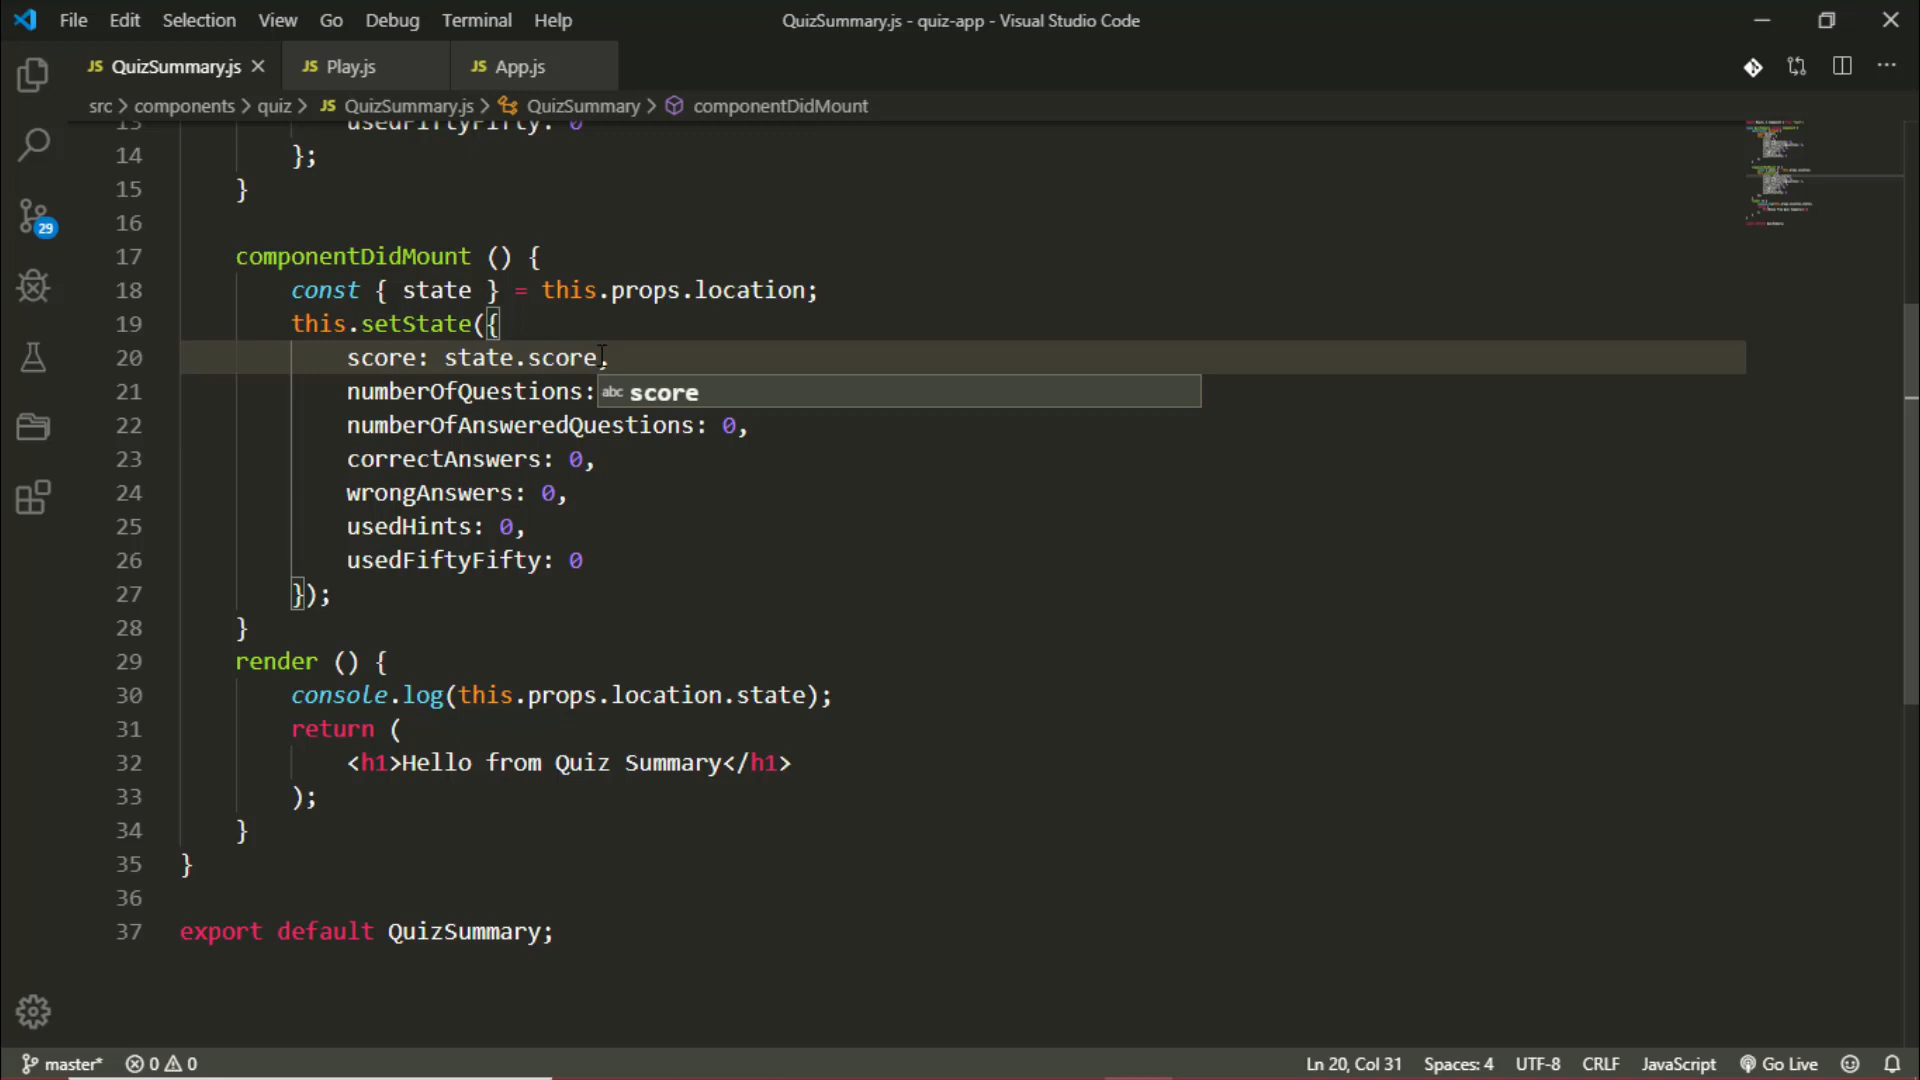 File Edit Selection View Go Debug Terminal Help QuizSummary.js - quiz-app - Visual Studio Code
JS QuizSummary.js JS Play.js JS App.js
src > components > quiz > JS QuizSummary.js > QuizSummary > componentDidMount
13 usedFiftyFifty: 0
14 };
15 }
16
17 componentDidMount () {
18 const { state } = this.props.location;
19 this.setState({
20 score: state.score,
21 numberOfQuestions: abc score
22 numberOfAnsweredQuestions: 0,
23 correctAnswers: 0,
24 wrongAnswers: 0,
25 usedHints: 0,
26 usedFiftyFifty: 0
27 });
28 }
29 render () {
30 console.log(this.props.location.state);
31 return (
32 <h1>Hello from Quiz Summary</h1>
33 );
34 }
35 }
36
37 export default QuizSummary;
29
master* 0 0 Ln 20, Col 31 Spaces: 4 UTF-8 CRLF JavaScript Go Live